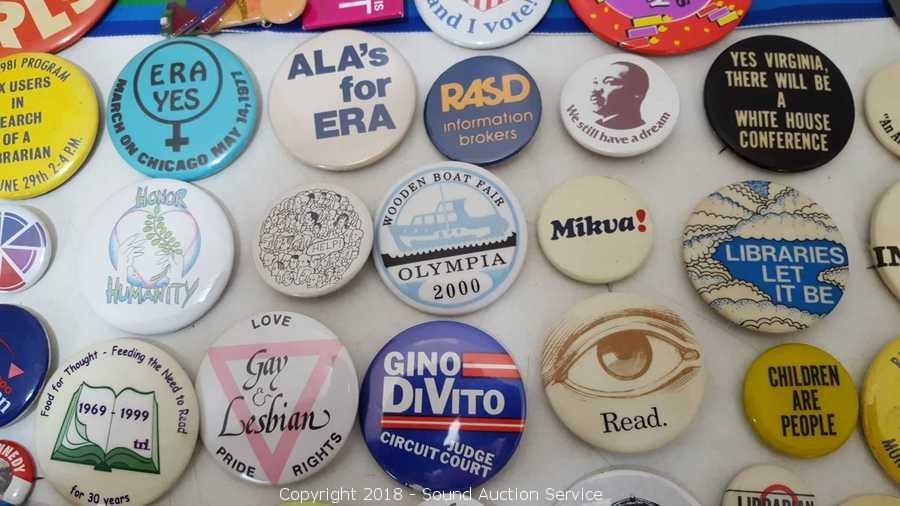 and I vote!
1981 PROGRAM
USERS
IN
OF A
JUNE 29th 2-4 P.M.
ERA
YES
MARCH ON CHICAGO MAY 14, 197
ALA's
for
ERA
RASD
information
brokers
We still have a dream
YES VIRGINIA,
THERE WILL BE
A
WHITE HOUSE
CONFERENCE
HONOR
HUMANITY
HELP!
WOODEN BOAT FAIR
OLYMPIA
2000
Mikva!
LIBRARIES
LET
IT BE
Food for Thought - Feeding the Need to Read
1969 - 1999
trl
for 30 years
LOVE
Gay
&
Lesbian
PRIDE RIGHTS
GINO
DiVITO
JUDGE
CIRCUIT COURT
Read.
CHILDREN
ARE
PEOPLE
LIBRARIAN
Copyright 2018 - Sound Auction Service